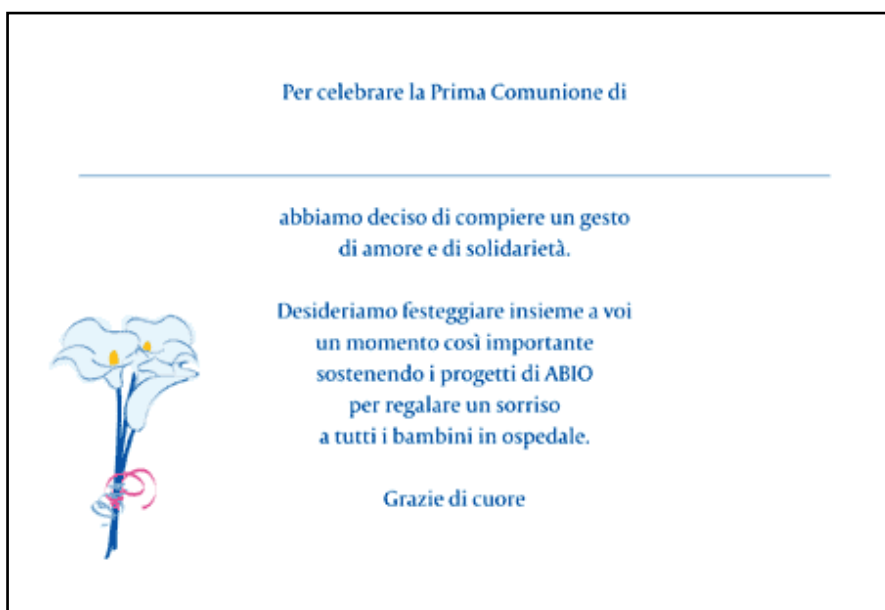 Per celebrare la Prima Comunione di
abbiamo deciso di compiere un gesto
di amore e di solidarietà.
Desideriamo festeggiare insieme a voi
un momento così importante
sostenendo i progetti di ABIO
per regalare un sorriso
a tutti i bambini in ospedale.
Grazie di cuore